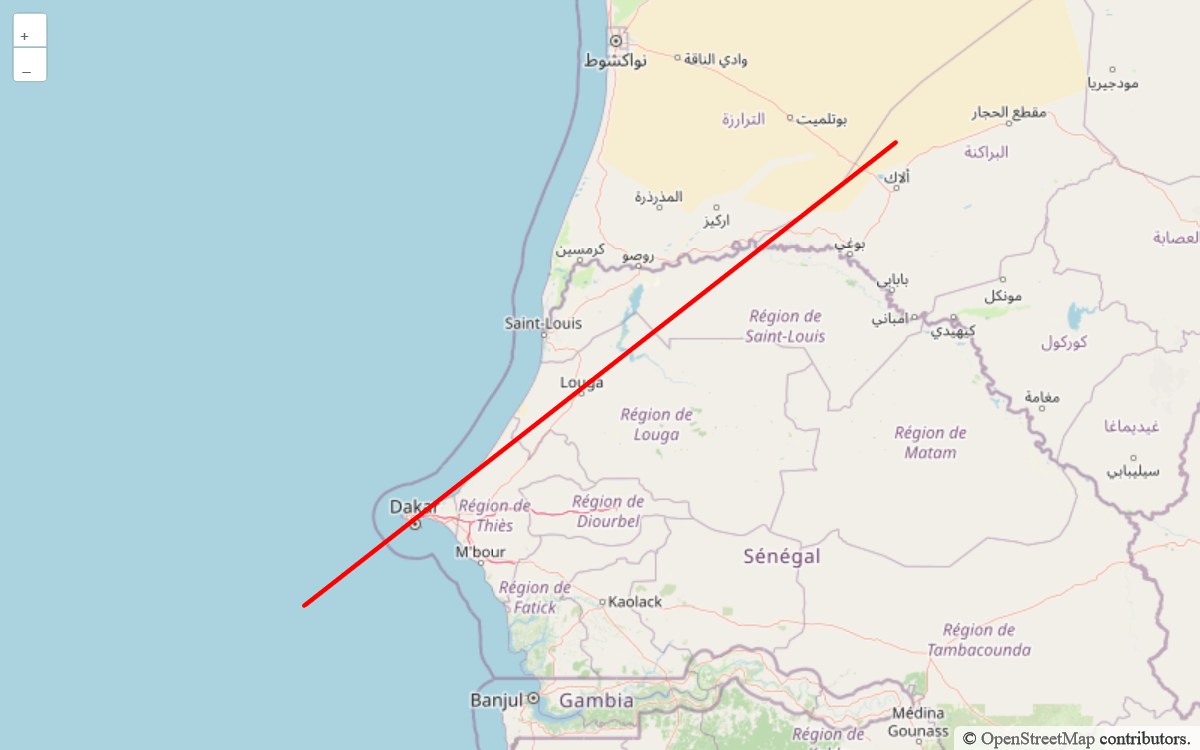 +
–
نواكشوط
وادي الناقة
مودجيريا
مقطع الحجار
الترارزة
بوتلميت
البراكنة
ألاك
المذرذرة
اركيز
العصابة
بوغي
كرمسين
روصو
بابابي
مونكل
Saint-Louis
Région de
Saint-Louis
امباني
كيهيدي
كوركول
Louga
مغامة
Région de
Louga
غيديماغا
Région de
Matam
سيليبابي
Dakar
Région de
Thiès
Région de
Diourbel
M'bour
Sénégal
Région de
Fatick
Kaolack
Région de
Tambacounda
Banjul
Gambia
Médina
Gounass
Région de
© OpenStreetMap contributors.